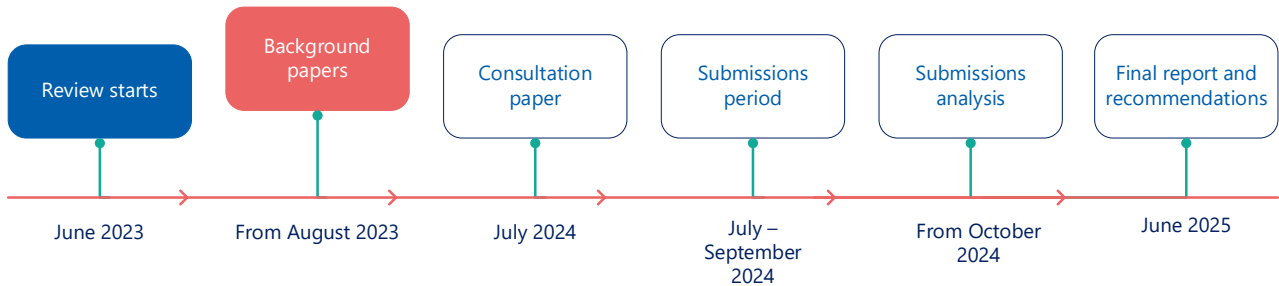 Review starts
Background
papers
Consultation
paper
Submissions
period
Submissions
analysis
Final report and
recommendations
June 2023
From August 2023
July 2024
July –
September
2024
From October
2024
June 2025